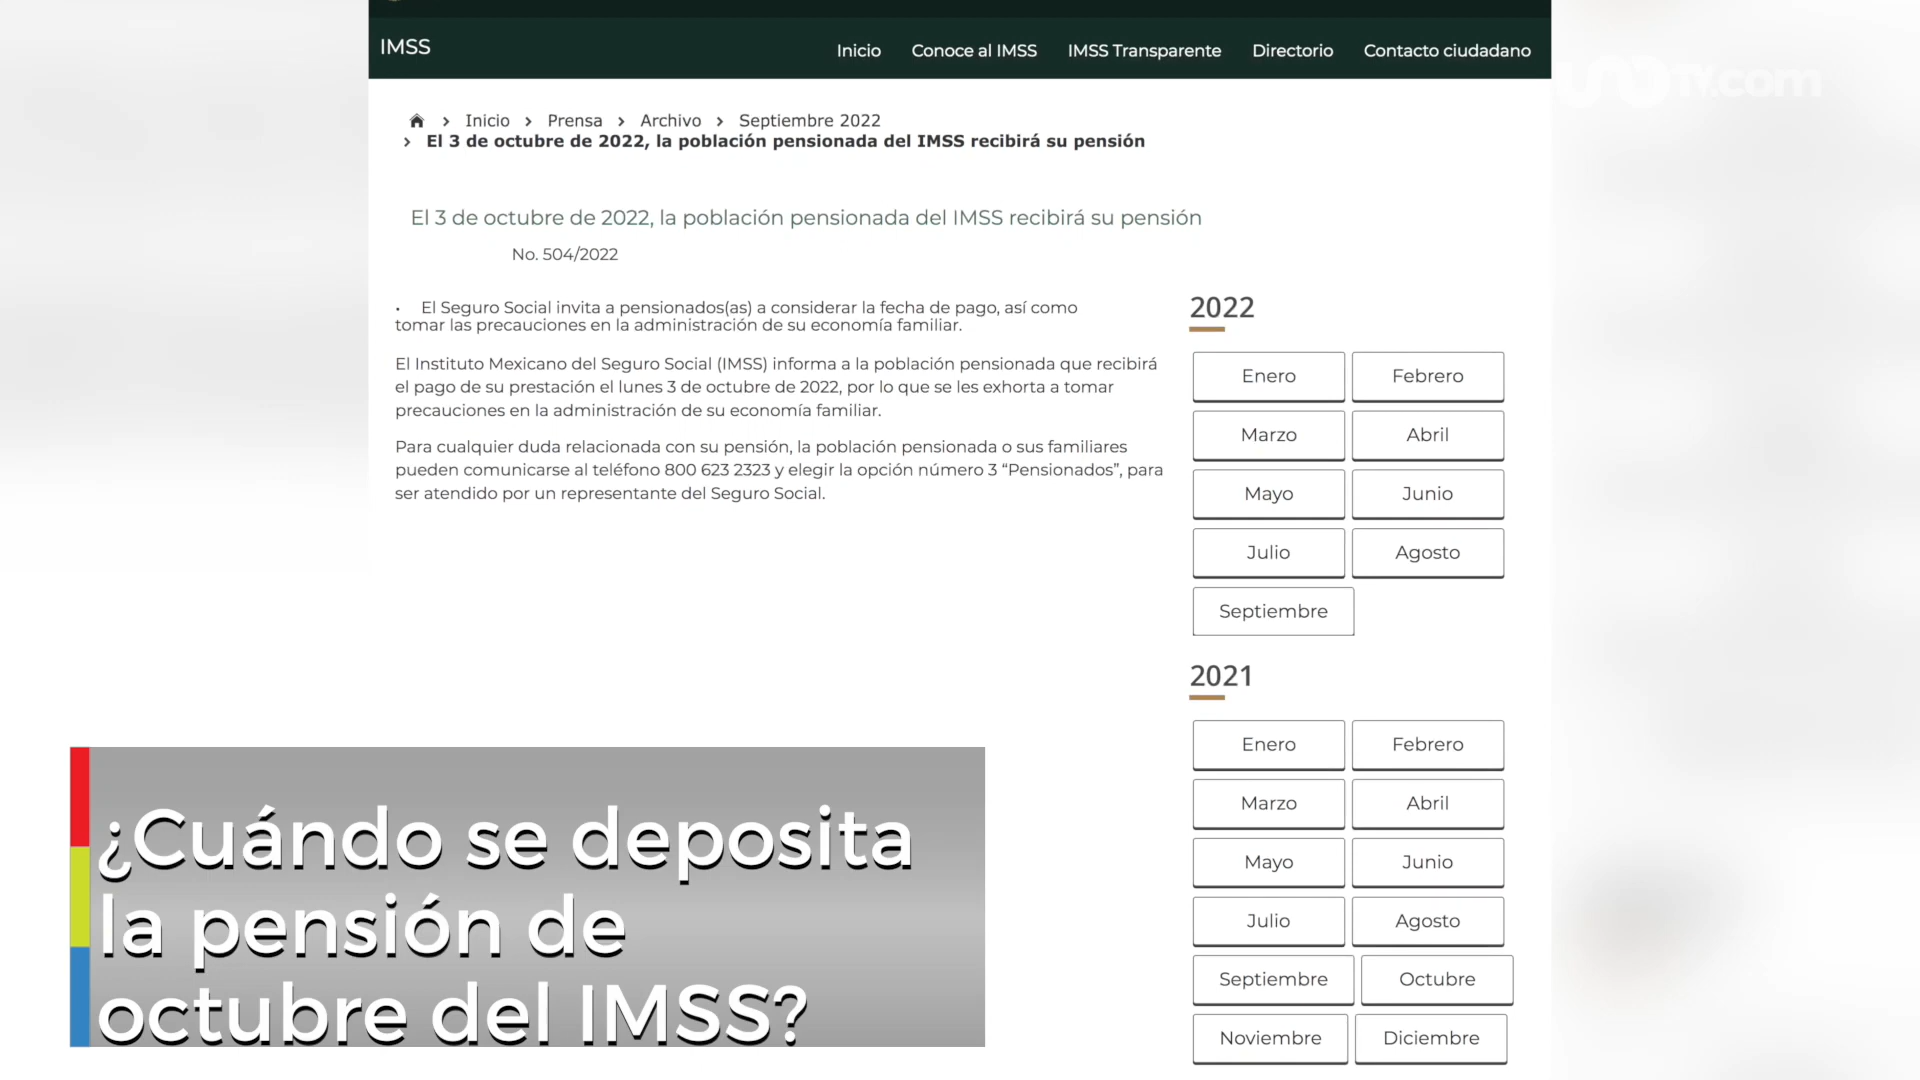 IMSS
Inicio Conoce al IMSS IMSS Transparente Directorio Contacto ciudadano
unoTV.com
> Inicio > Prensa > Archivo > Septiembre 2022
> El 3 de octubre de 2022, la población pensionada del IMSS recibirá su pensión
El 3 de octubre de 2022, la población pensionada del IMSS recibirá su pensión
No. 504/2022
• El Seguro Social invita a pensionados(as) a considerar la fecha de pago, así como
tomar las precauciones en la administración de su economía familiar.
El Instituto Mexicano del Seguro Social (IMSS) informa a la población pensionada que recibirá
el pago de su prestación el lunes 3 de octubre de 2022, por lo que se les exhorta a tomar
precauciones en la administración de su economía familiar.
Para cualquier duda relacionada con su pensión, la población pensionada o sus familiares
pueden comunicarse al teléfono 800 623 2323 y elegir la opción número 3 “Pensionados”, para
ser atendido por un representante del Seguro Social.
2022
Enero Febrero
Marzo Abril
Mayo Junio
Julio Agosto
Septiembre
2021
Enero Febrero
Marzo Abril
Mayo Junio
Julio Agosto
Septiembre Octubre
Noviembre Diciembre
¿Cuándo se deposita
la pensión de
octubre del IMSS?